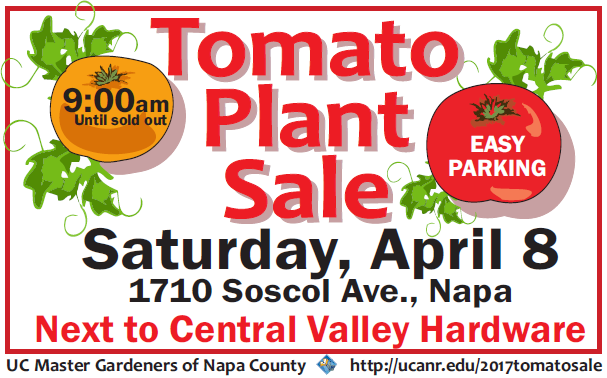 Tomato
Plant
Sale
9:00am
Until sold out
EASY
PARKING
Saturday, April 8
1710 Soscol Ave., Napa
Next to Central Valley Hardware
UC Master Gardeners of Napa County http://ucanr.edu/2017tomatosale